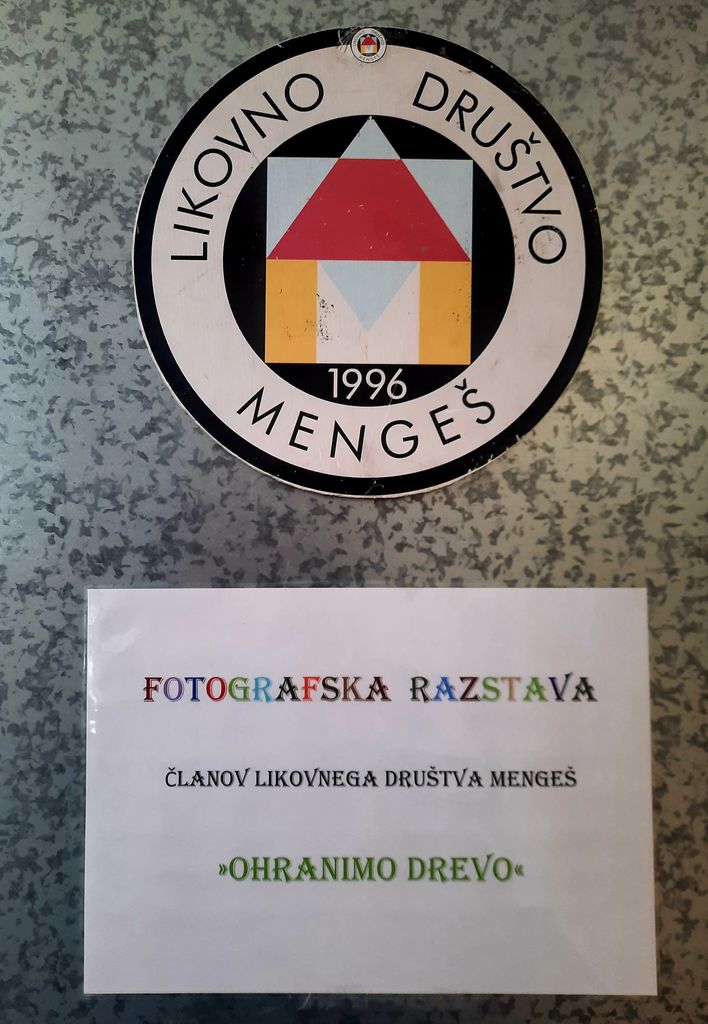 LIKOVNO DRUŠTVO
1996
MENGEŠ
FOTOGRAFSKA RAZSTAVA
ČLANOV LIKOVNEGA DRUŠTVA MENGEŠ
»OHRANIMO DREVO«